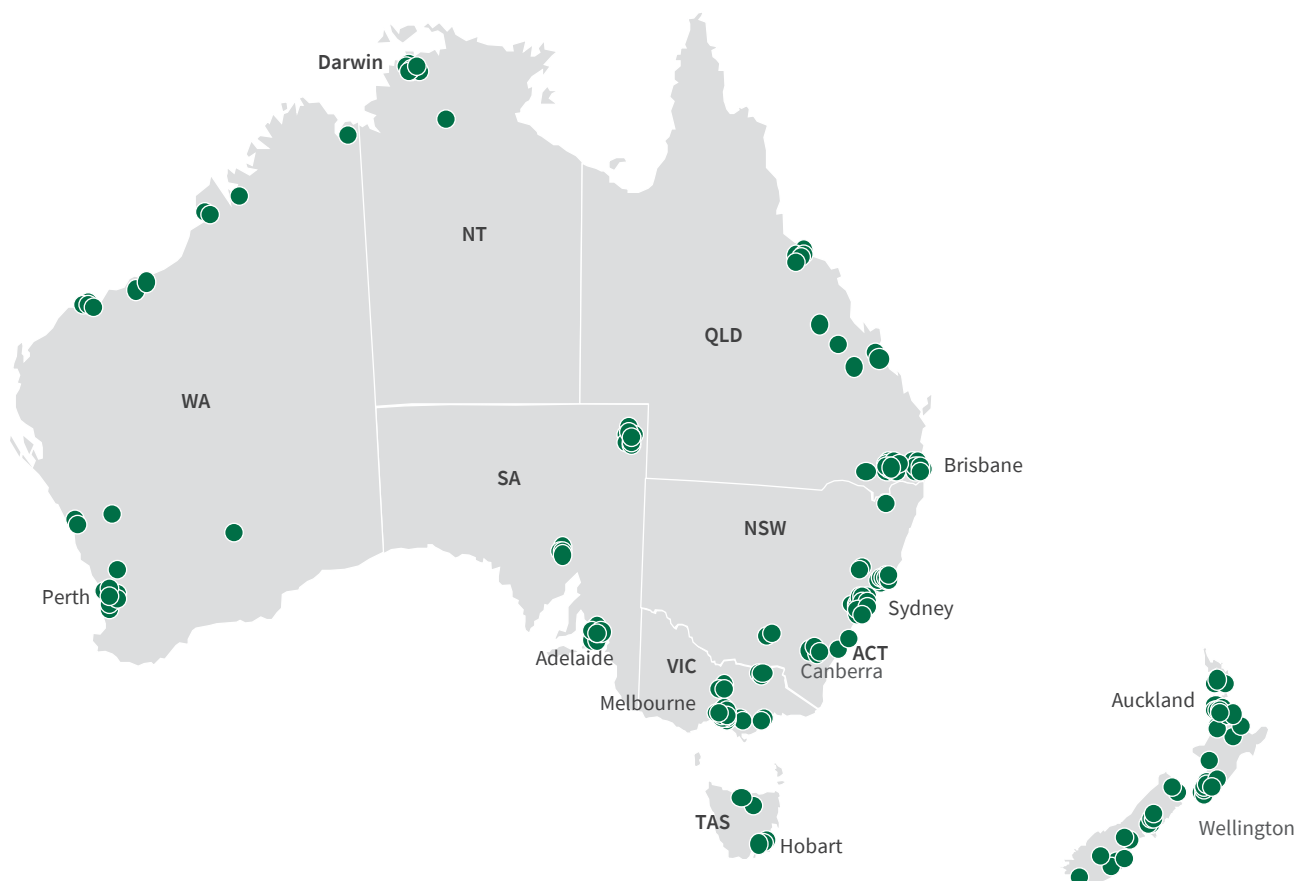 Darwin
NT
QLD
WA
Brisbane
SA
NSW
Perth
Sydney
Adelaide
VIC
ACT
Canberra
Melbourne
Auckland
TAS
Wellington
Hobart